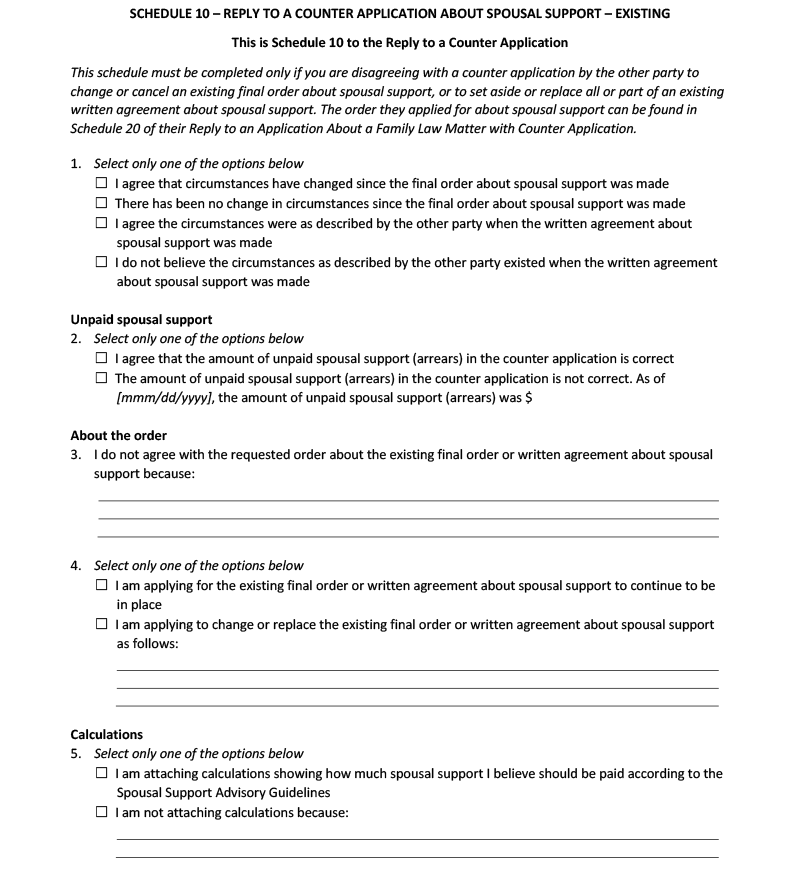 SCHEDULE 10 – REPLY TO A COUNTER APPLICATION ABOUT SPOUSAL SUPPORT – EXISTING
This is Schedule 10 to the Reply to a Counter Application
This schedule must be completed only if you are disagreeing with a counter application by the other party to
change or cancel an existing final order about spousal support, or to set aside or replace all or part of an existing
written agreement about spousal support. The order they applied for about spousal support can be found in
Schedule 20 of their Reply to an Application About a Family Law Matter with Counter Application.
1. Select only one of the options below
☐ I agree that circumstances have changed since the final order about spousal support was made
☐ There has been no change in circumstances since the final order about spousal support was made
☐ I agree the circumstances were as described by the other party when the written agreement about
spousal support was made
☐ I do not believe the circumstances as described by the other party existed when the written agreement
about spousal support was made
Unpaid spousal support
2. Select only one of the options below
☐ I agree that the amount of unpaid spousal support (arrears) in the counter application is correct
☐ The amount of unpaid spousal support (arrears) in the counter application is not correct. As of
[mmm/dd/yyyy], the amount of unpaid spousal support (arrears) was $
About the order
3. I do not agree with the requested order about the existing final order or written agreement about spousal
support because:
4. Select only one of the options below
☐ I am applying for the existing final order or written agreement about spousal support to continue to be
in place
☐ I am applying to change or replace the existing final order or written agreement about spousal support
as follows:
Calculations
5. Select only one of the options below
☐ I am attaching calculations showing how much spousal support I believe should be paid according to the
Spousal Support Advisory Guidelines
☐ I am not attaching calculations because: